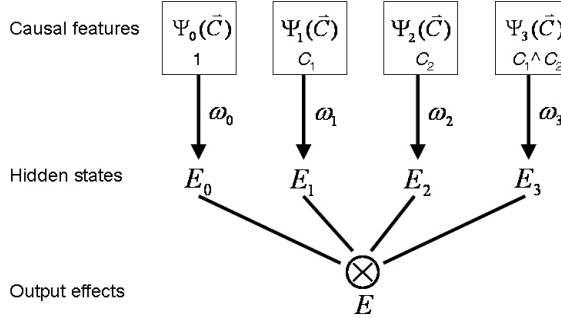 Causal features
Ψ₀(C⃗) Ψ₁(C⃗) Ψ₂(C⃗) Ψ₃(C⃗)
1 C₁ C₂ C₁ ^ C₂
ω₀ ω₁ ω₂ ω₃
Hidden states E₀ E₁ E₂ E₃
Output effects
E